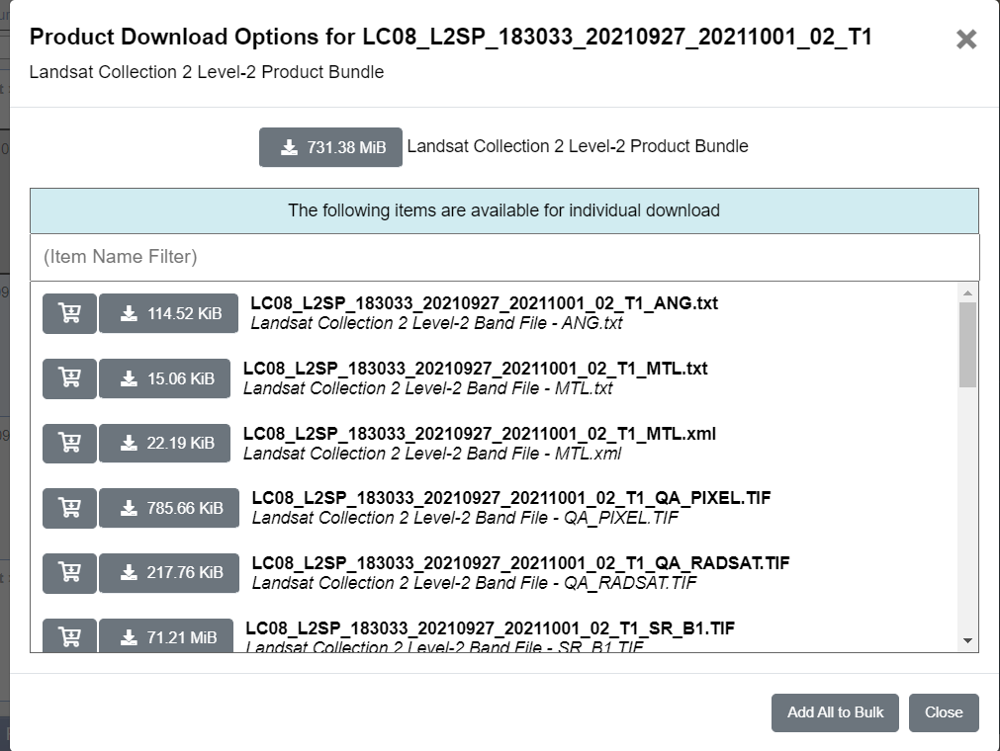 Product Download Options for LC08_L2SP_183033_20210927_20211001_02_T1
Landsat Collection 2 Level-2 Product Bundle
731.38 MiB Landsat Collection 2 Level-2 Product Bundle
The following items are available for individual download
(Item Name Filter)
114.52 KiB
LC08_L2SP_183033_20210927_20211001_02_T1_ANG.txt
Landsat Collection 2 Level-2 Band File - ANG.txt
15.06 KiB
LC08_L2SP_183033_20210927_20211001_02_T1_MTL.txt
Landsat Collection 2 Level-2 Band File - MTL.txt
22.19 KiB
LC08_L2SP_183033_20210927_20211001_02_T1_MTL.xml
Landsat Collection 2 Level-2 Band File - MTL.xml
785.66 KiB
LC08_L2SP_183033_20210927_20211001_02_T1_QA_PIXEL.TIF
Landsat Collection 2 Level-2 Band File - QA_PIXEL.TIF
217.76 KiB
LC08_L2SP_183033_20210927_20211001_02_T1_QA_RADSAT.TIF
Landsat Collection 2 Level-2 Band File - QA_RADSAT.TIF
71.21 MiB
LC08_L2SP_183033_20210927_20211001_02_T1_SR_B1.TIF
Landsat Collection 2 Level-2 Band File - SR_B1.TIF
Add All to Bulk
Close